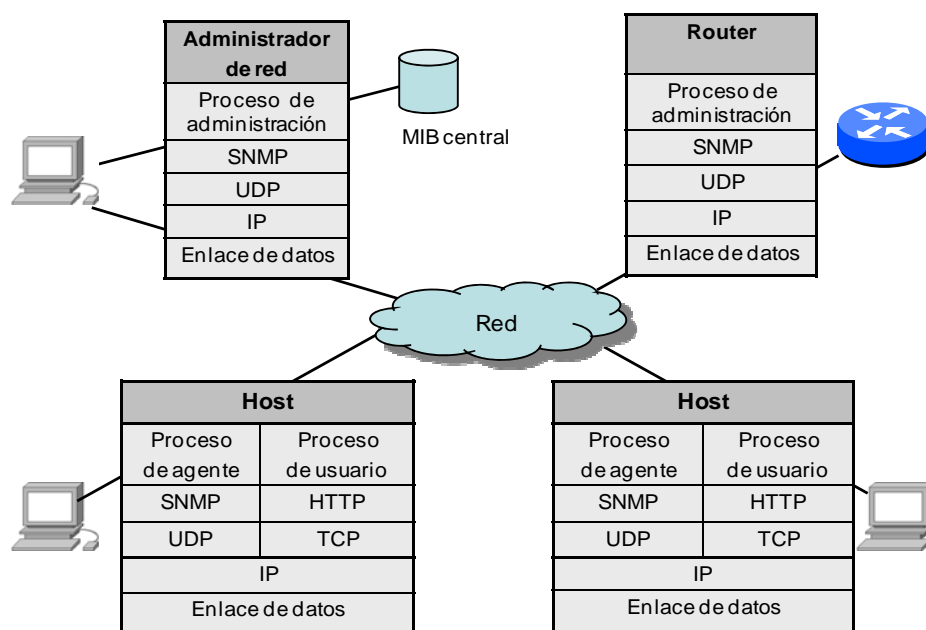 Administrador
de red
Proceso de
administración
SNMP
UDP
IP
Enlace de datos
MIB central
Router
Proceso de
administración
SNMP
UDP
IP
Enlace de datos
Red
Host
Proceso
de agente
Proceso
de usuario
SNMP
HTTP
UDP
TCP
IP
Enlace de datos
Host
Proceso
de agente
Proceso
de usuario
SNMP
HTTP
UDP
TCP
IP
Enlace de datos